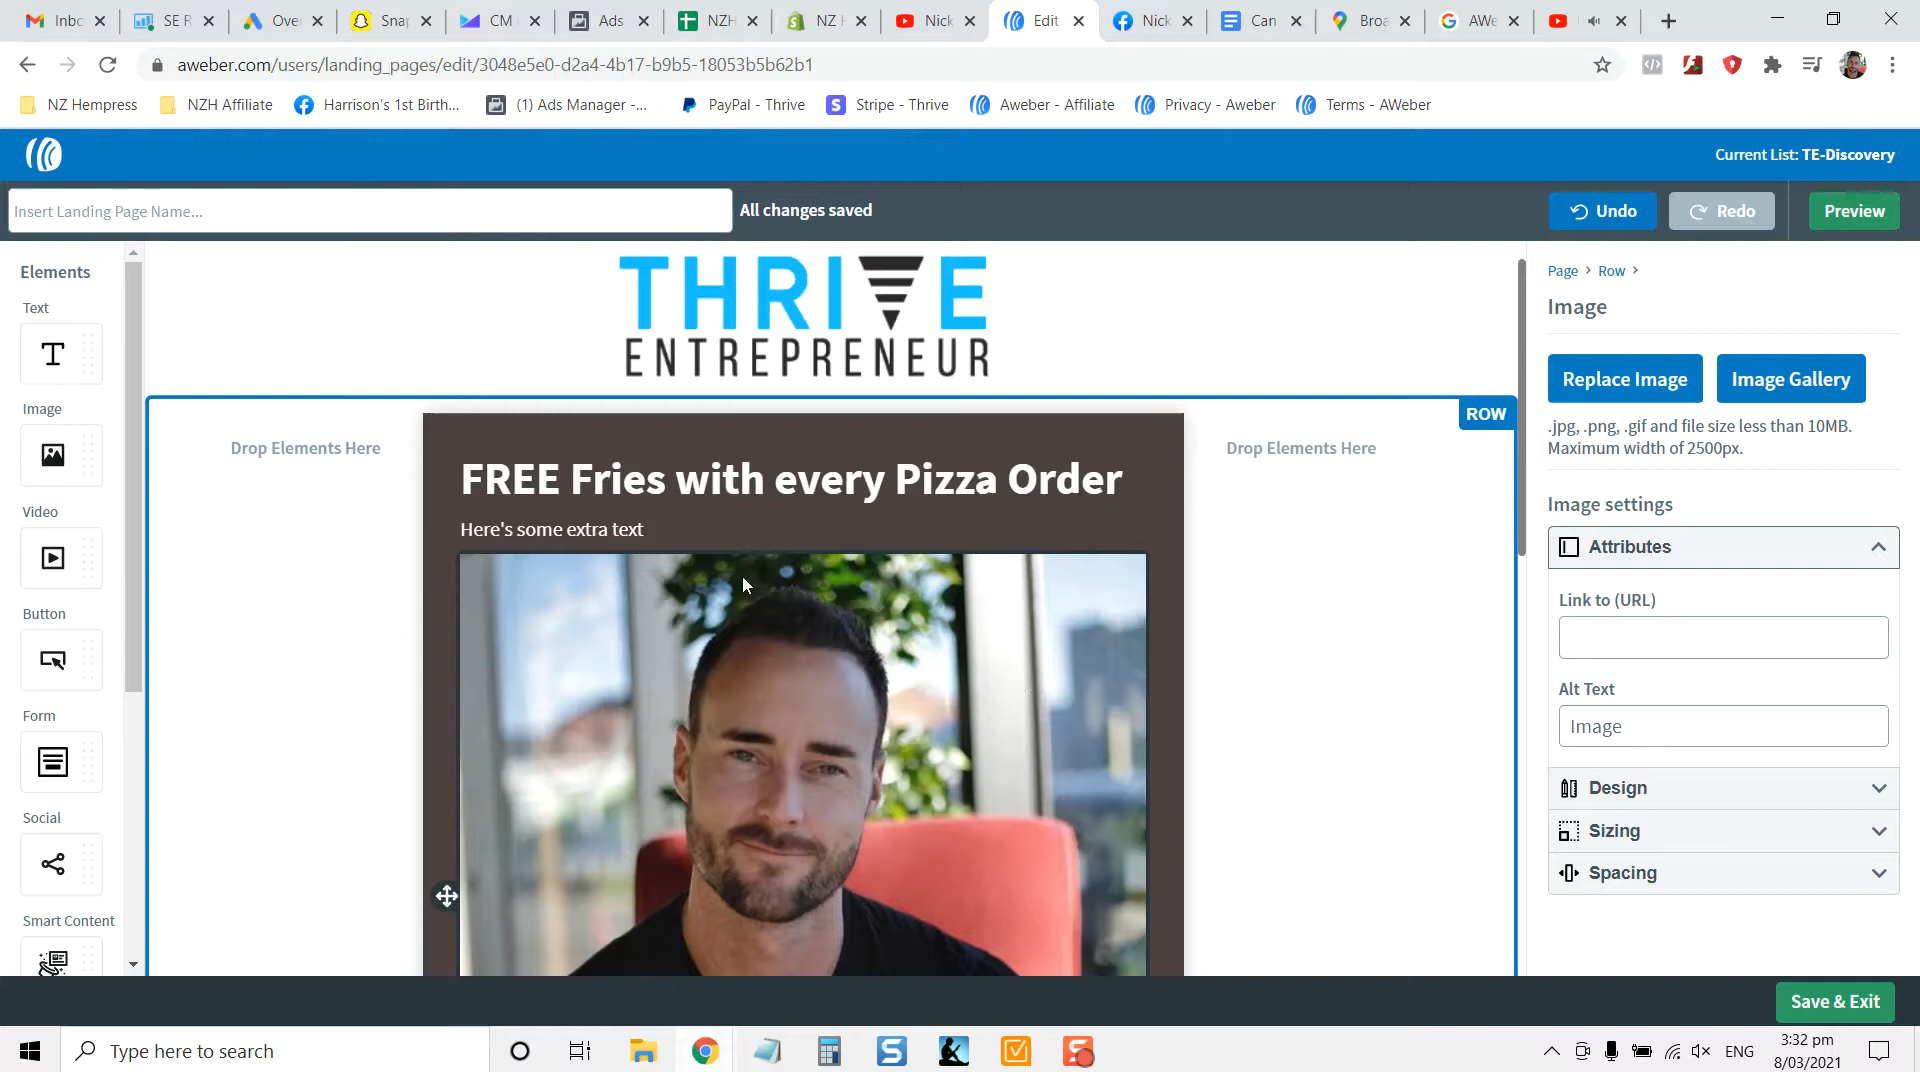 Inbo
SE R
Over
Snap
CM
Ads
NZH
NZ H
Nick
Edit
Nick
Can
Broa
AWe
aweber.com/users/landing_pages/edit/3048e5e0-d2a4-4b17-b9b5-18053b5b62b1
NZ Hempress
NZH Affiliate
Harrison's 1st Birth...
(1) Ads Manager -...
PayPal - Thrive
Stripe - Thrive
Aweber - Affiliate
Privacy - Aweber
Terms - AWeber
Current List: TE-Discovery
Insert Landing Page Name...
All changes saved
Undo
Redo
Preview
Elements
Text
Image
Video
Button
Form
Social
Smart Content
THRIVE
ENTREPRENEUR
ROW
Drop Elements Here
Drop Elements Here
FREE Fries with every Pizza Order
Here's some extra text
Page > Row >
Image
Replace Image
Image Gallery
.jpg, .png, .gif and file size less than 10MB.
Maximum width of 2500px.
Image settings
Attributes
Link to (URL)
Alt Text
Image
Design
Sizing
Spacing
Save & Exit
Type here to search
ENG
3:32 pm
8/03/2021